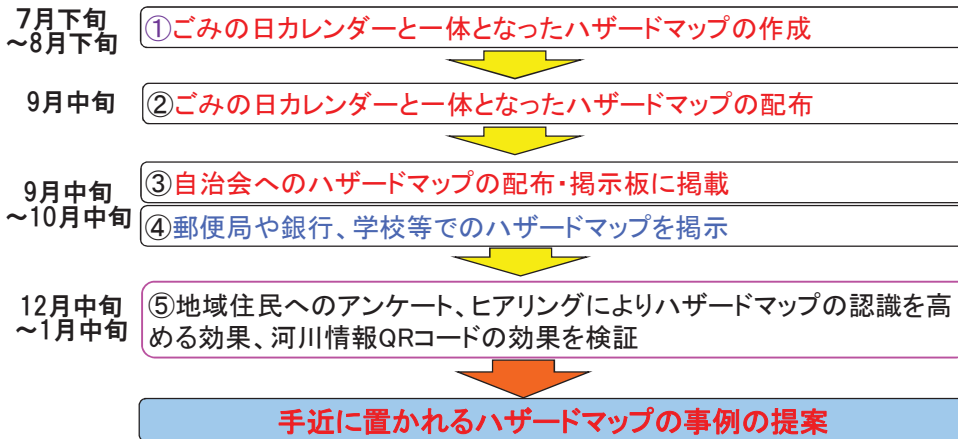 7月下旬
～8月下旬
①ごみの日カレンダーと一体となったハザードマップの作成
9月中旬
②ごみの日カレンダーと一体となったハザードマップの配布
9月中旬
～10月中旬
③自治会へのハザードマップの配布・掲示板に掲載
④郵便局や銀行、学校等でのハザードマップを掲示
12月中旬
～1月中旬
⑤地域住民へのアンケート、ヒアリングによりハザードマップの認識を高
める効果、河川情報QRコードの効果を検証
手近に置かれるハザードマップの事例の提案